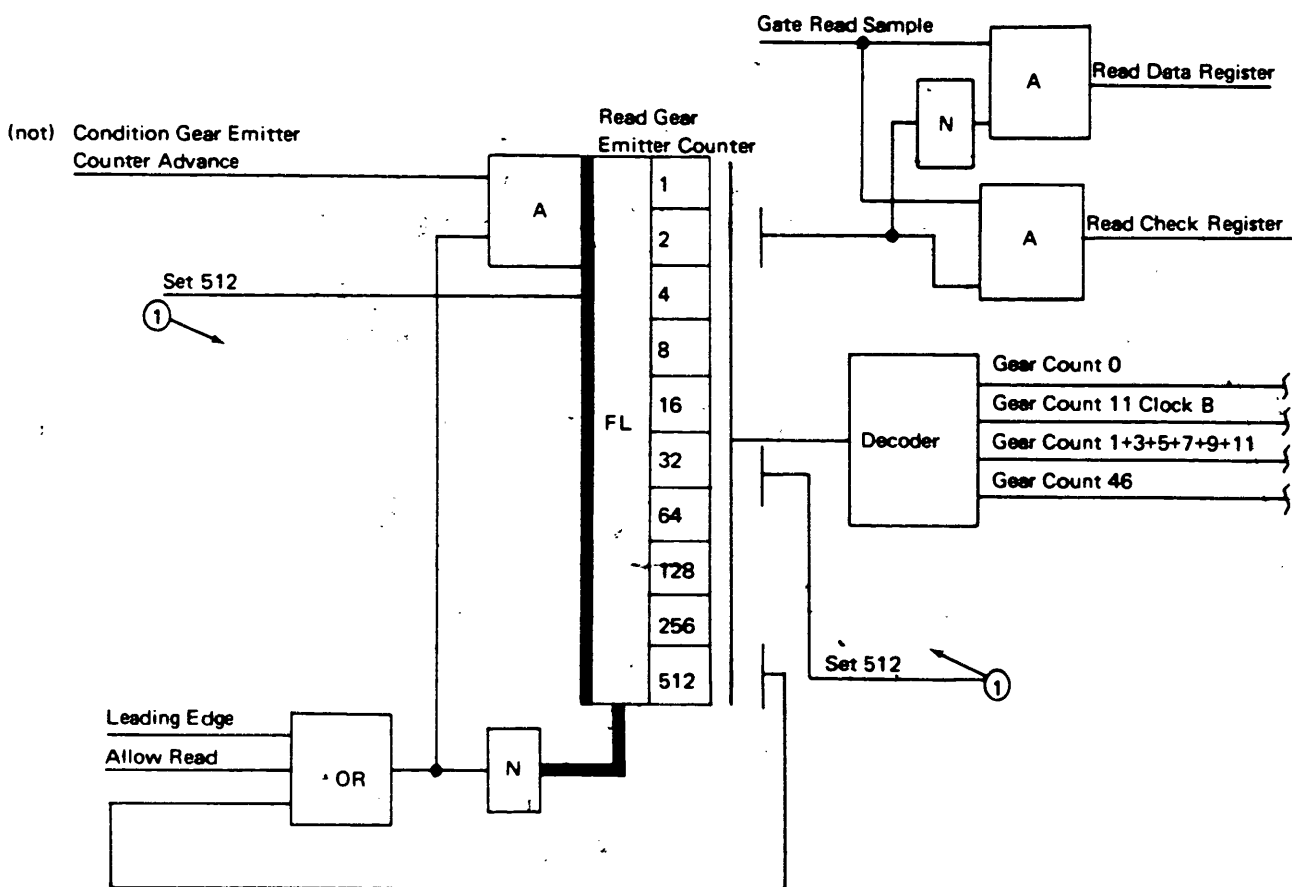 Gate Read Sample
A
Read Data Register
N
(not) Condition Gear Emitter
Counter Advance
Read Gear
Emitter Counter
A
1
2
4
8
16
32
64
128
256
512
FL
A
Read Check Register
Set 512
1
Decoder
Gear Count 0
Gear Count 11 Clock B
Gear Count 1+3+5+7+9+11
Gear Count 46
Set 512
1
Leading Edge
Allow Read
OR
N